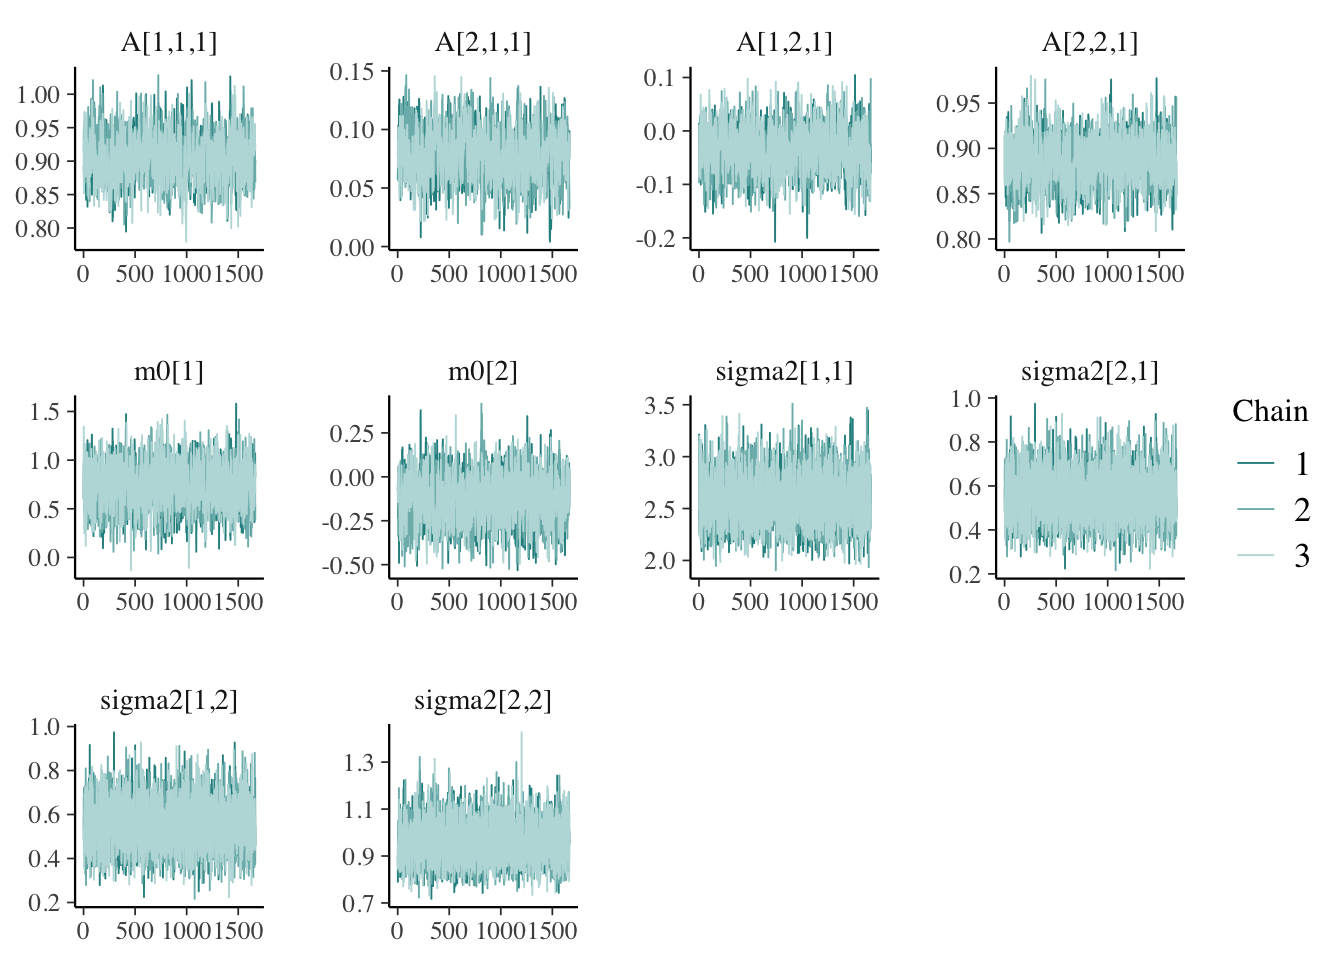 A[1,1,1] A[2,1,1] A[1,2,1] A[2,2,1]
1.00 0.95 0.90 0.85 0.80
0.15 0.10 0.05 0.00
0.1 0.0 -0.1 -0.2
0.95 0.90 0.85 0.80
0 500 1000 1500 0 500 1000 1500 0 500 1000 1500 0 500 1000 1500
m0[1] m0[2] sigma2[1,1] sigma2[2,1]
1.5 1.0 0.5 0.0
0.25 0.00 -0.25 -0.50
3.5 3.0 2.5 2.0
1.0 0.8 0.6 0.4 0.2
0 500 1000 1500 0 500 1000 1500 0 500 1000 1500 0 500 1000 1500
Chain
1
2
3
sigma2[1,2] sigma2[2,2]
1.0 0.8 0.6 0.4 0.2
1.3 1.1 0.9 0.7
0 500 1000 1500 0 500 1000 1500